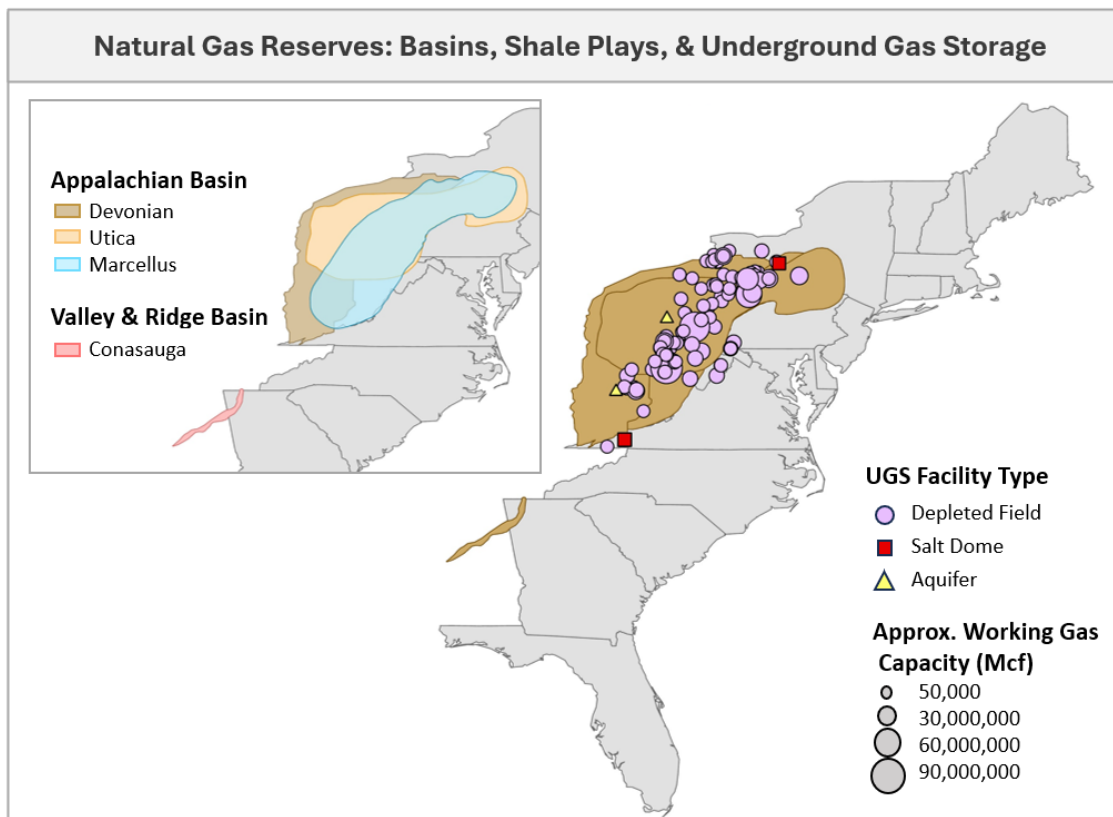 Natural Gas Reserves: Basins, Shale Plays, & Underground Gas Storage
Appalachian Basin
Devonian
Utica
Marcellus
Valley & Ridge Basin
Conasauga
UGS Facility Type
Depleted Field
Salt Dome
Aquifer
Approx. Working Gas
Capacity (Mcf)
50,000
30,000,000
60,000,000
90,000,000